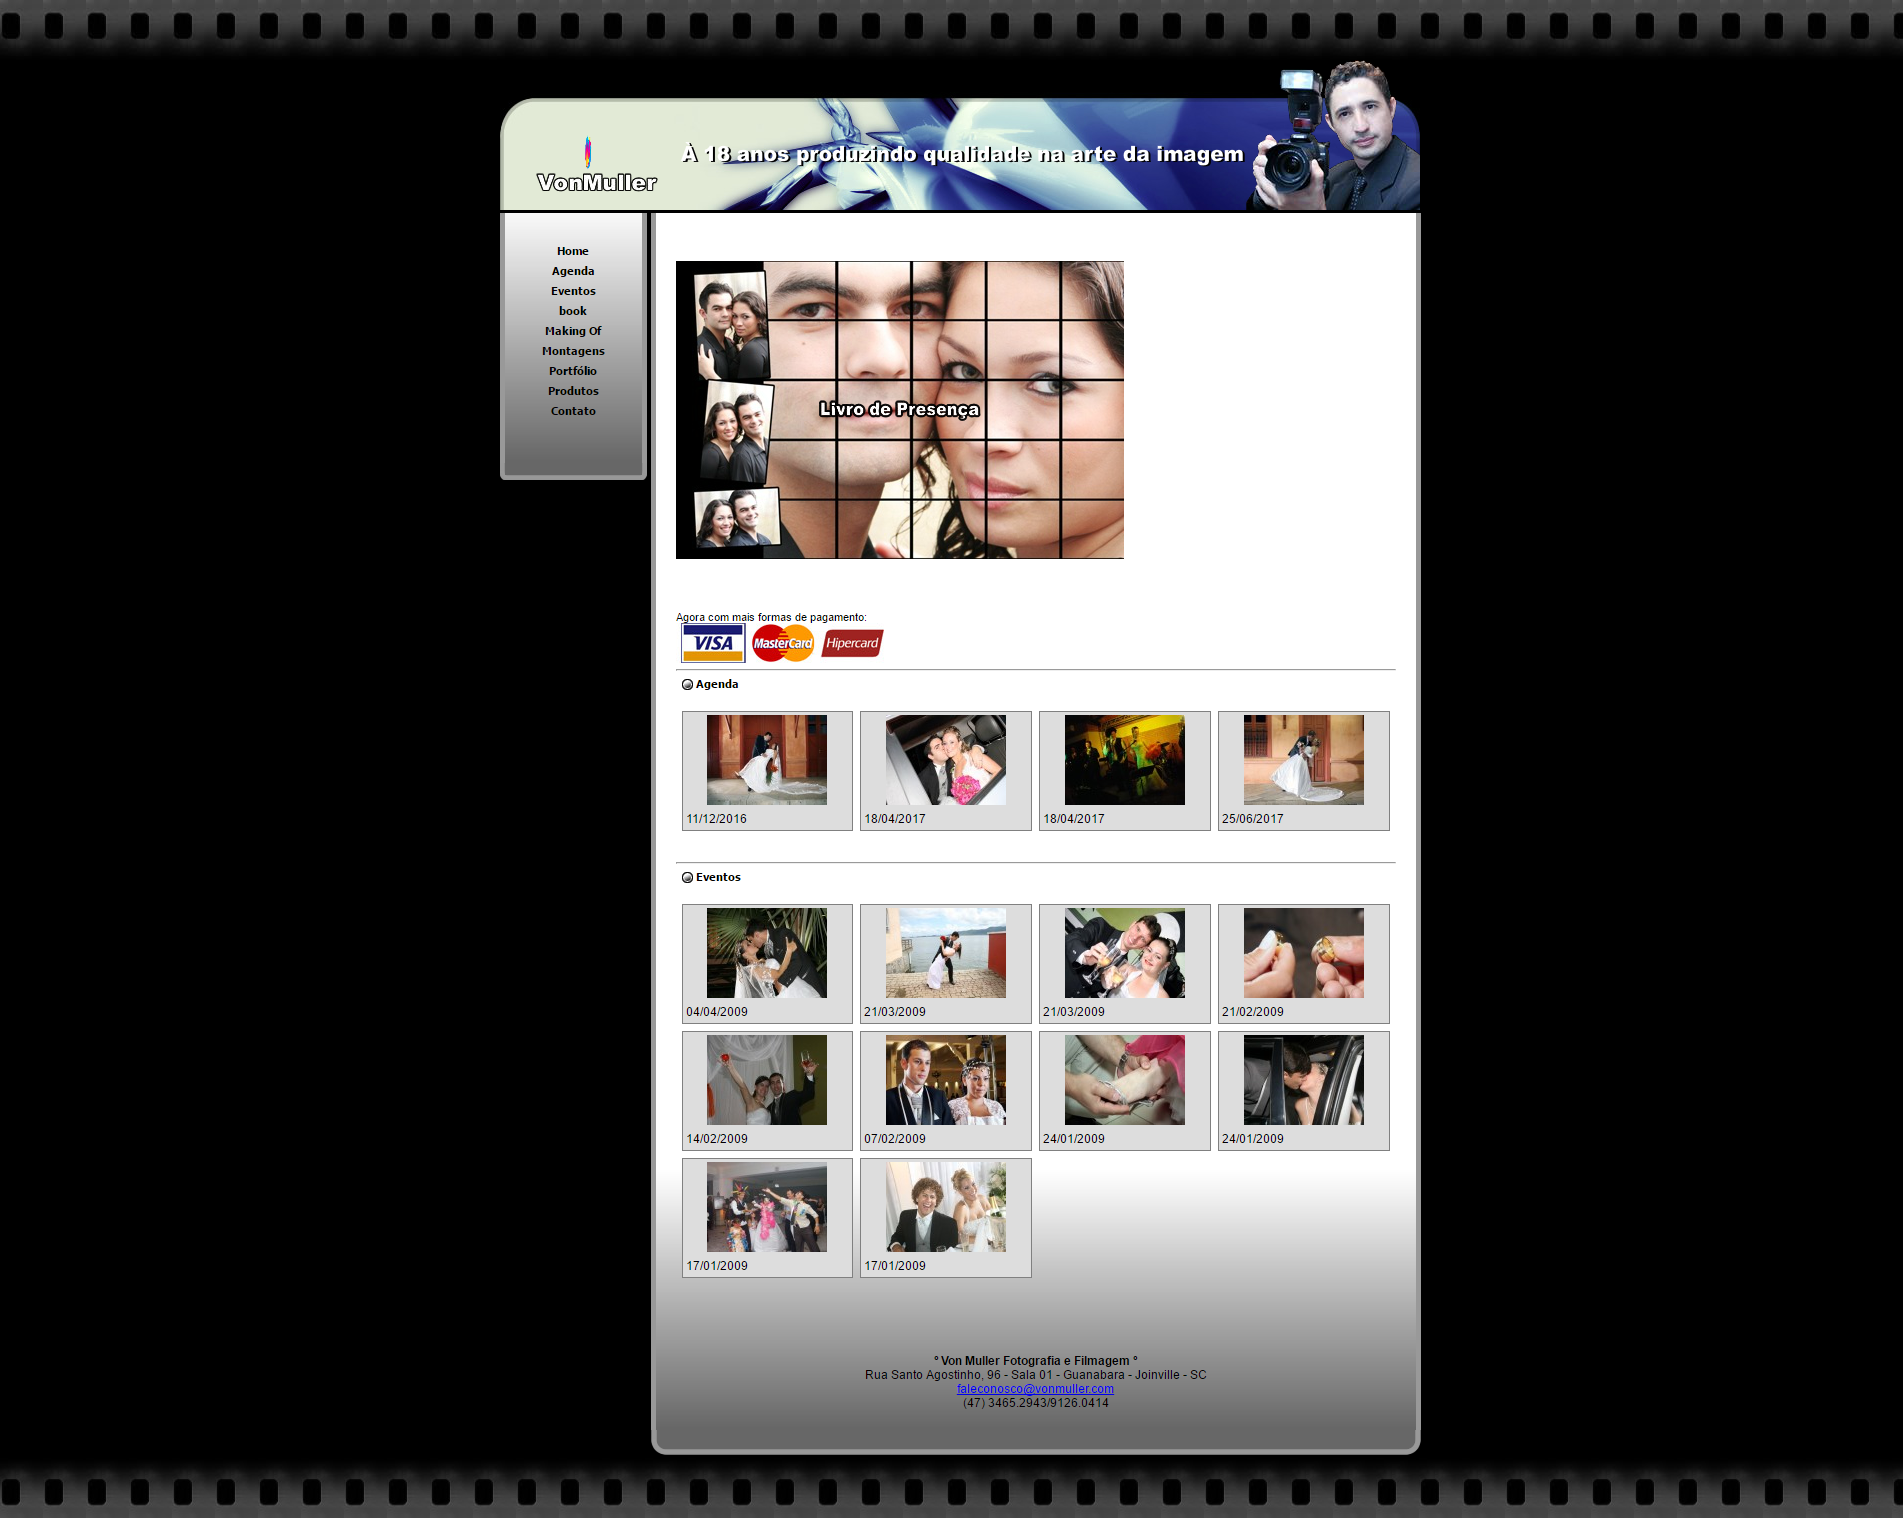 À 18 anos produzindo qualidade na arte da imagem
VonMuller
Home
Agenda
Eventos
book
Making Of
Montagens
Portfólio
Produtos
Contato
Livro de Presença
Agora com mais formas de pagamento:
VISA MasterCard Hipercard
Agenda
11/12/2016 18/04/2017 18/04/2017 25/06/2017
Eventos
04/04/2009 21/03/2009 21/03/2009 21/02/2009
14/02/2009 07/02/2009 24/01/2009 24/01/2009
17/01/2009 17/01/2009
° Von Muller Fotografia e Filmagem °
Rua Santo Agostinho, 96 - Sala 01 - Guanabara - Joinville - SC
faleconosco@vonmuller.com
(47) 3465.2943/9126.0414